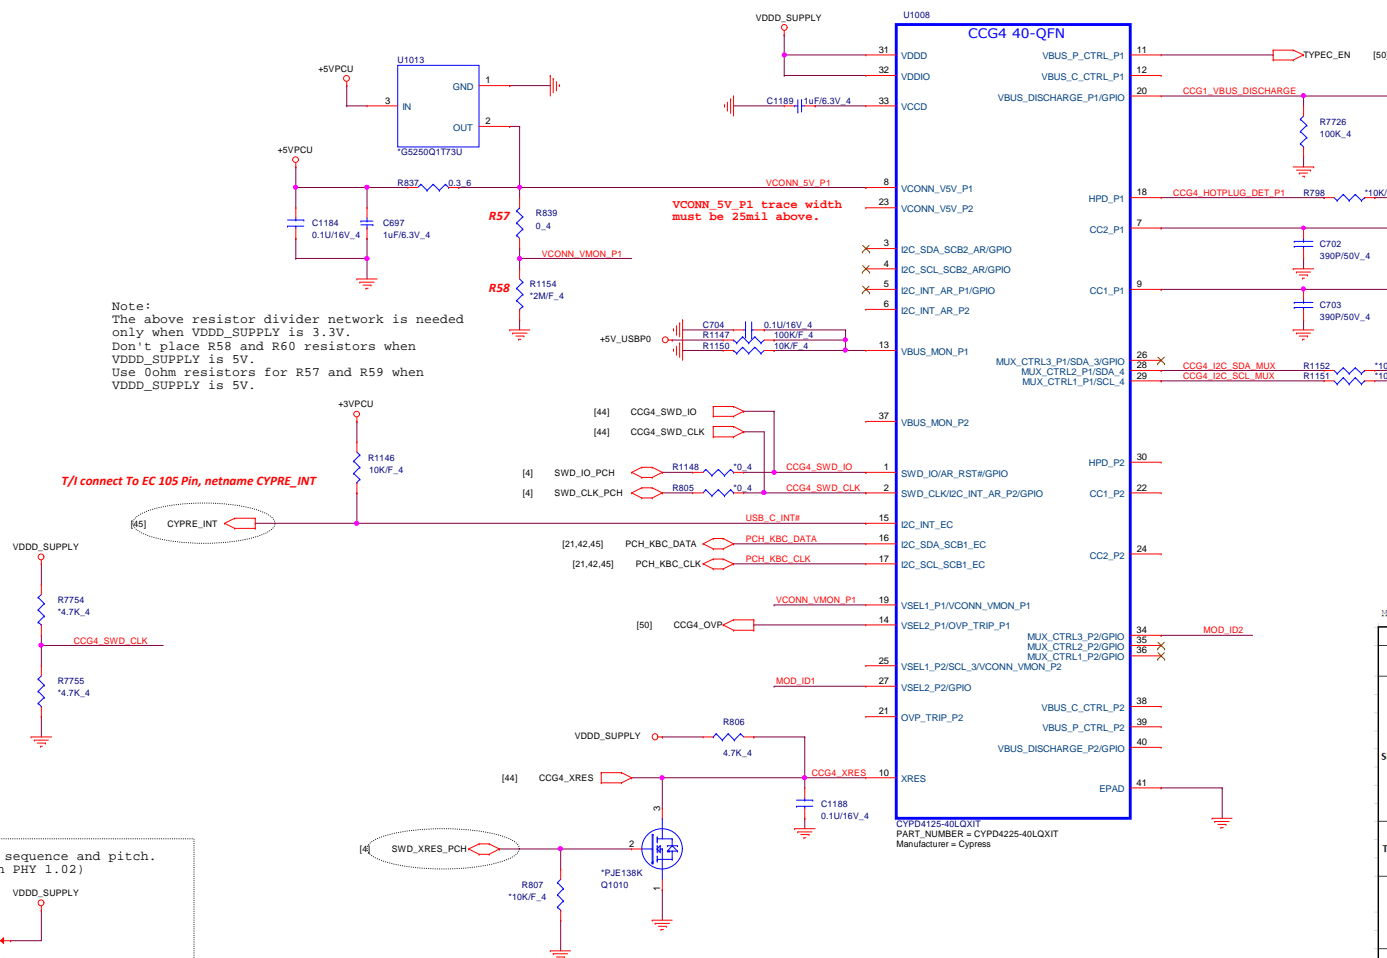 U1008
VDDD_SUPPLY
CCG4 40-QFN
31 VDDD
32 VDDIO
33 VCCD
C1189 1uF/6.3V_4
VBUS_P_CTRL_P1 11
TYPEC_EN
VBUS_C_CTRL_P1 12
VBUS_DISCHARGE_P1/GPIO 20
CCG1_VBUS_DISCHARGE
R7726
100K_4
U1013
+5VPCU
GND 1
3 IN
OUT 2
*G5250Q1T73U
+5VPCU
R837 0.3_6
VCONN_5V_P1
8 VCONN_V5V_P1
23 VCONN_V5V_P2
VCONN_5V_P1 trace width
must be 25mil above.
C1184
0.1U/16V_4
C697
1uF/6.3V_4
R57
R839
0_4
VCONN_VMON_P1
R58
R1154
*2M/F_4
HPD_P1 18
CCG4_HOTPLUG_DET_P1
R798
*10K/
CC2_P1 7
C702
390P/50V_4
CC1_P1 9
C703
390P/50V_4
3 I2C_SDA_SCB2_AR/GPIO
4 I2C_SCL_SCB2_AR/GPIO
5 I2C_INT_AR_P1/GPIO
6 I2C_INT_AR_P2
Note:
The above resistor divider network is needed
only when VDDD_SUPPLY is 3.3V.
Don't place R58 and R60 resistors when
VDDD_SUPPLY is 5V.
Use 0ohm resistors for R57 and R59 when
VDDD_SUPPLY is 5V.
+5V_USBP0
C704 0.1U/16V_4
R1147 100K/F_4
R1150 10K/F_4
13 VBUS_MON_P1
MUX_CTRL3_P1/SDA_3/GPIO 26
MUX_CTRL2_P1/SDA_4 28
CCG4_I2C_SDA_MUX
R1152
MUX_CTRL1_P1/SCL_4 29
CCG4_I2C_SCL_MUX
R1151
+3VPCU
R1146
10K/F_4
[44] CCG4_SWD_IO
[44] CCG4_SWD_CLK
37 VBUS_MON_P2
[4] SWD_IO_PCH
R1148 *0_4
CCG4_SWD_IO
1 SWD_IO/AR_RST#/GPIO
[4] SWD_CLK_PCH
R805 *0_4
CCG4_SWD_CLK
2 SWD_CLK/I2C_INT_AR_P2/GPIO
HPD_P2 30
CC1_P2 22
CC2_P2 24
T/I connect To EC 105 Pin, netname CYPRE_INT
[45] CYPRE_INT
USB_C_INT#
15 I2C_INT_EC
[21,42,45] PCH_KBC_DATA
PCH_KBC_DATA
16 I2C_SDA_SCB1_EC
[21,42,45] PCH_KBC_CLK
PCH_KBC_CLK
17 I2C_SCL_SCB1_EC
VDDD_SUPPLY
R7754
*4.7K_4
CCG4_SWD_CLK
R7755
*4.7K_4
VCONN_VMON_P1
19 VSEL1_P1/VCONN_VMON_P1
[50] CCG4_OVP
14 VSEL2_P1/OVP_TRIP_P1
MUX_CTRL3_P2/GPIO 34
MOD_ID2
MUX_CTRL2_P2/GPIO 35
MUX_CTRL1_P2/GPIO 36
25 VSEL1_P2/SCL_3/VCONN_VMON_P2
MOD_ID1
27 VSEL2_P2/GPIO
21 OVP_TRIP_P2
VBUS_C_CTRL_P2 38
VBUS_P_CTRL_P2 39
VBUS_DISCHARGE_P2/GPIO 40
VDDD_SUPPLY
R806
4.7K_4
[44] CCG4_XRES
CCG4_XRES
10 XRES
EPAD 41
C1188
0.1U/16V_4
CYPD4125-40LQXIT
PART_NUMBER = CYPD4225-40LQXIT
Manufacturer = Cypress
SWD_XRES_PCH
3
2
1
*PJE138K
Q1010
R807
*10K/F_4
sequence and pitch.
PHY 1.02)
VDDD_SUPPLY